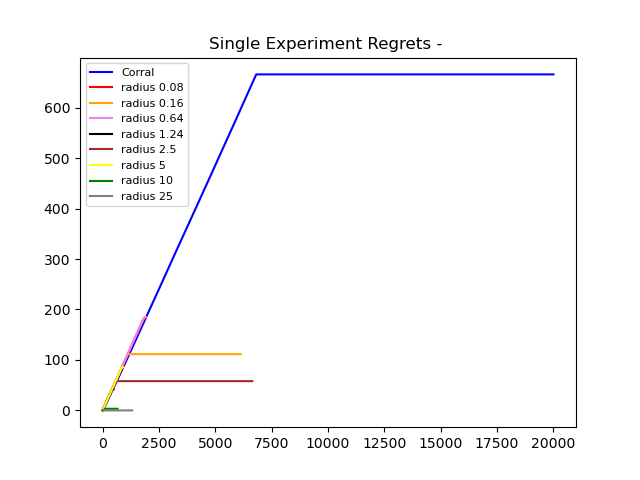 Single Experiment Regrets -
Corral
radius 0.08
radius 0.16
radius 0.64
radius 1.24
radius 2.5
radius 5
radius 10
radius 25
600
500
400
300
200
100
0
0 2500 5000 7500 10000 12500 15000 17500 20000